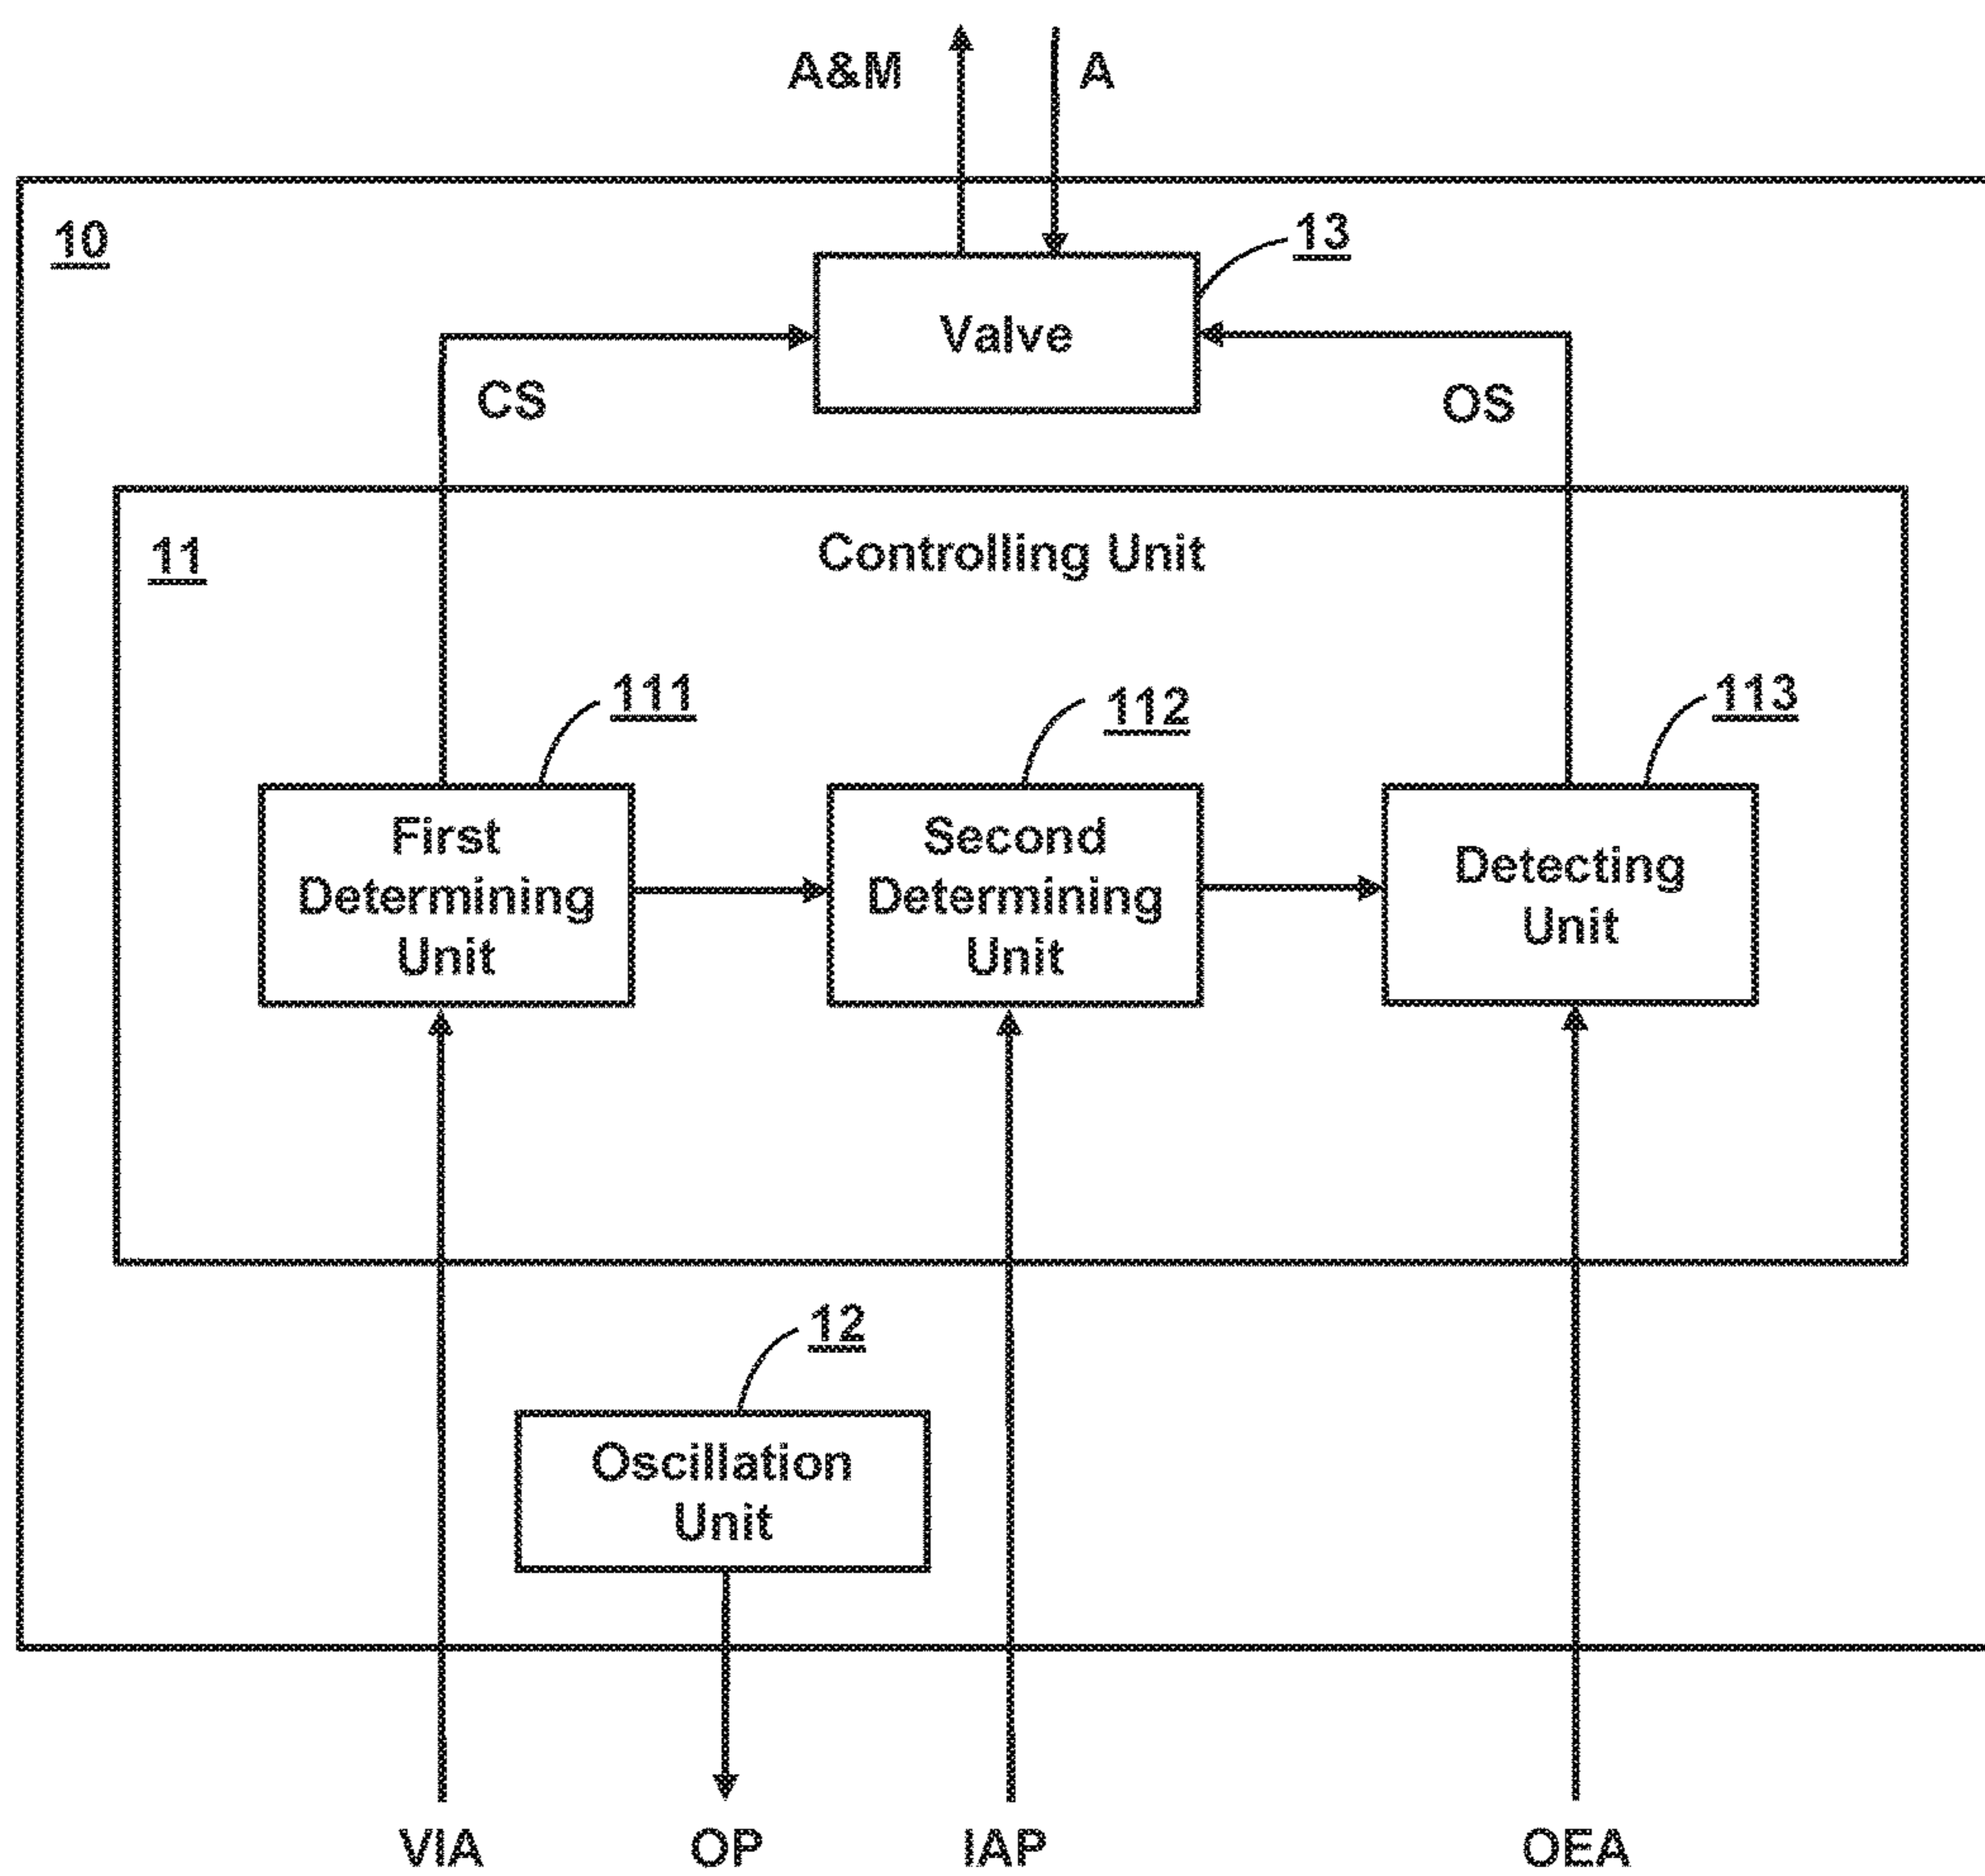 A&M
A
10
13
Valve
CS
OS
11
Controlling Unit
111
112
113
First
Determining
Unit
Second
Determining
Unit
Detecting
Unit
12
Oscillation
Unit
VIA
OP
IAP
OEA